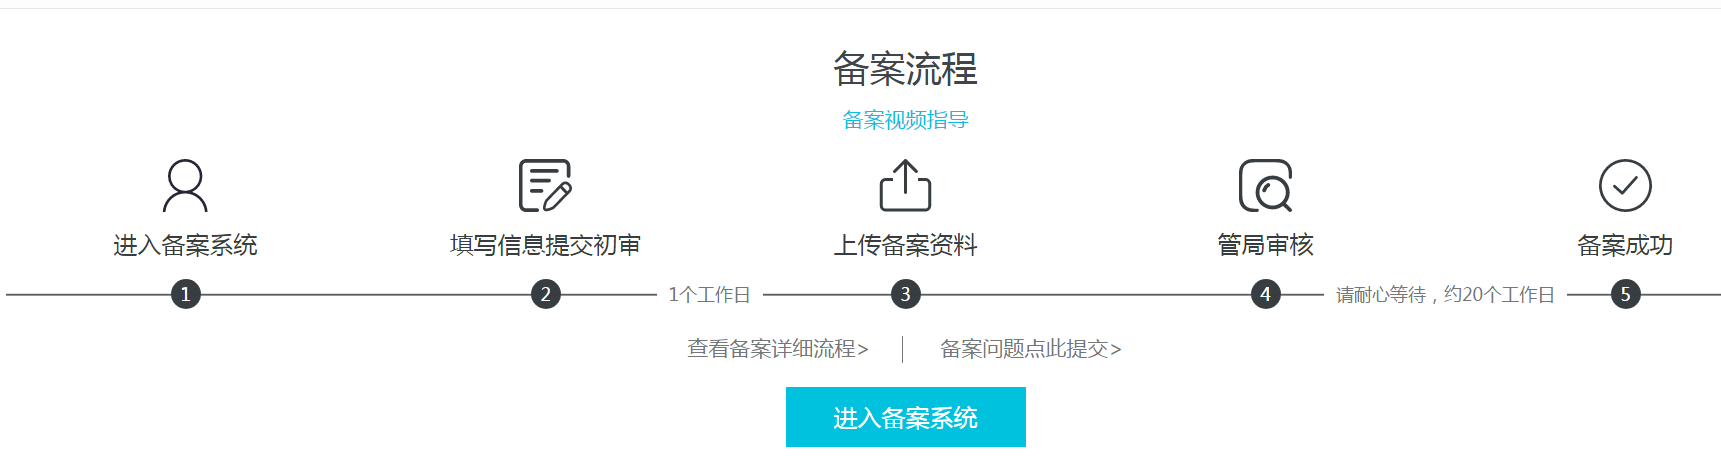 备案流程
备案视频指导
进入备案系统
填写信息提交初审
上传备案资料
管局审核
备案成功
1
2
1个工作日
3
4
请耐心等待，约20个工作日
5
查看备案详细流程>
备案问题点此提交>
进入备案系统